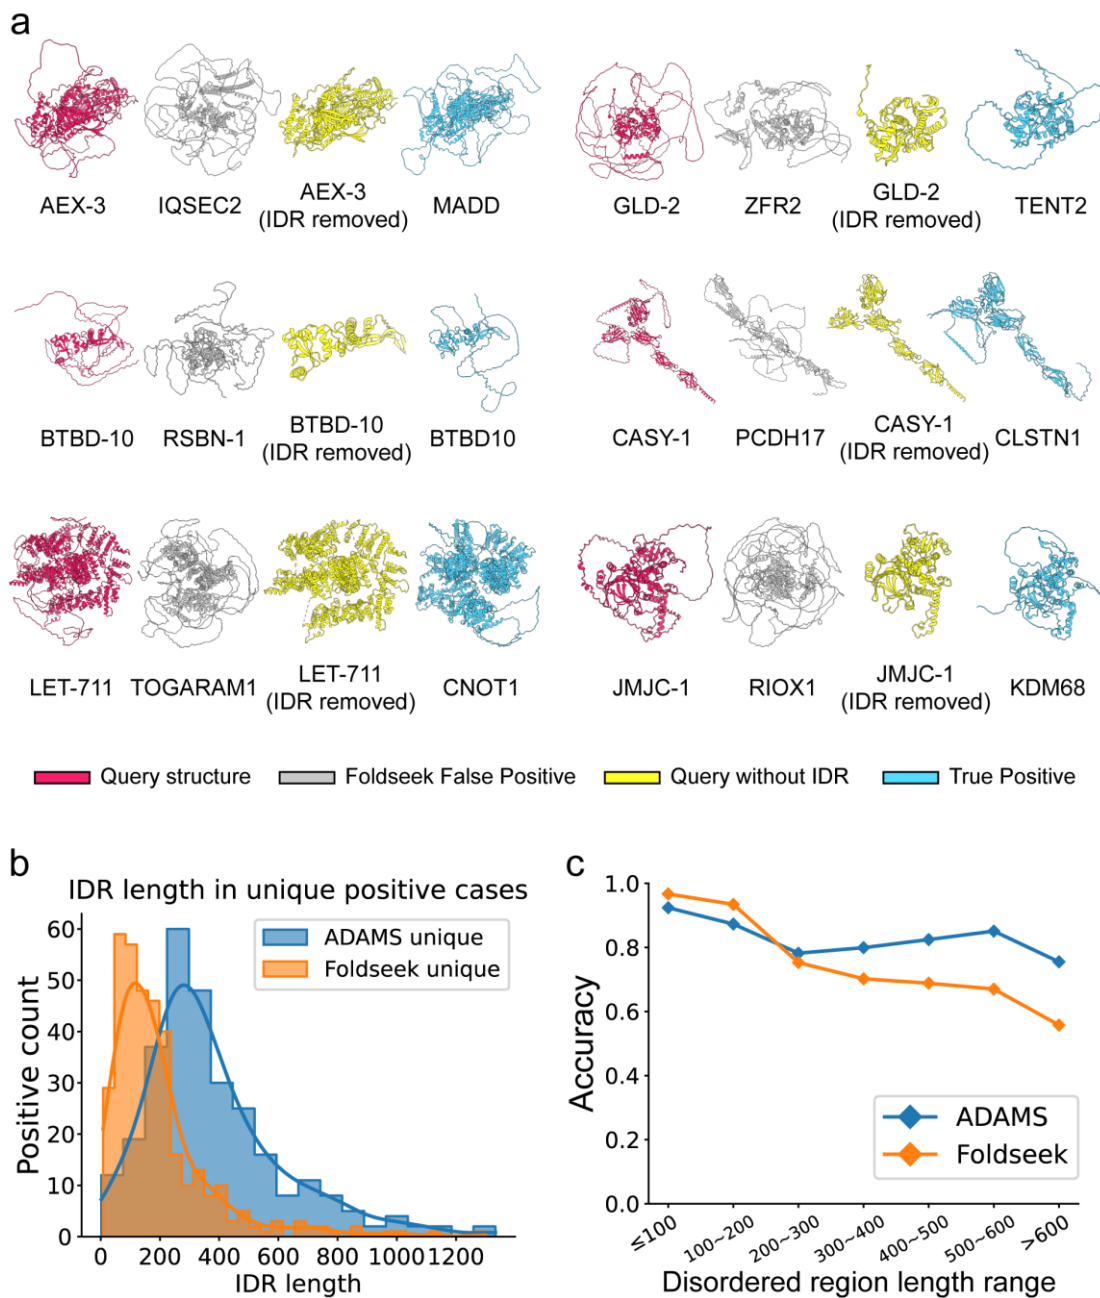 a
AEX-3 IQSEC2 AEX-3 (IDR removed) MADD GLD-2 ZFR2 GLD-2 (IDR removed) TENT2
BTBD-10 RSBN-1 BTBD-10 (IDR removed) BTBD10 CASY-1 PCDH17 CASY-1 (IDR removed) CLSTN1
LET-711 TOGARAM1 LET-711 (IDR removed) CNOT1 JMJC-1 RIOX1 JMJC-1 (IDR removed) KDM68
Query structure Foldseek False Positive Query without IDR True Positive
b
IDR length in unique positive cases
ADAMS unique
Foldseek unique
Positive count
60
50
40
30
20
10
0
0 200 400 600 800 1000 1200
IDR length
c
Accuracy
1.0
0.8
0.6
0.4
0.2
0.0
ADAMS
Foldseek
≤100 100~200 200~300 300~400 400~500 500~600 >600
Disordered region length range